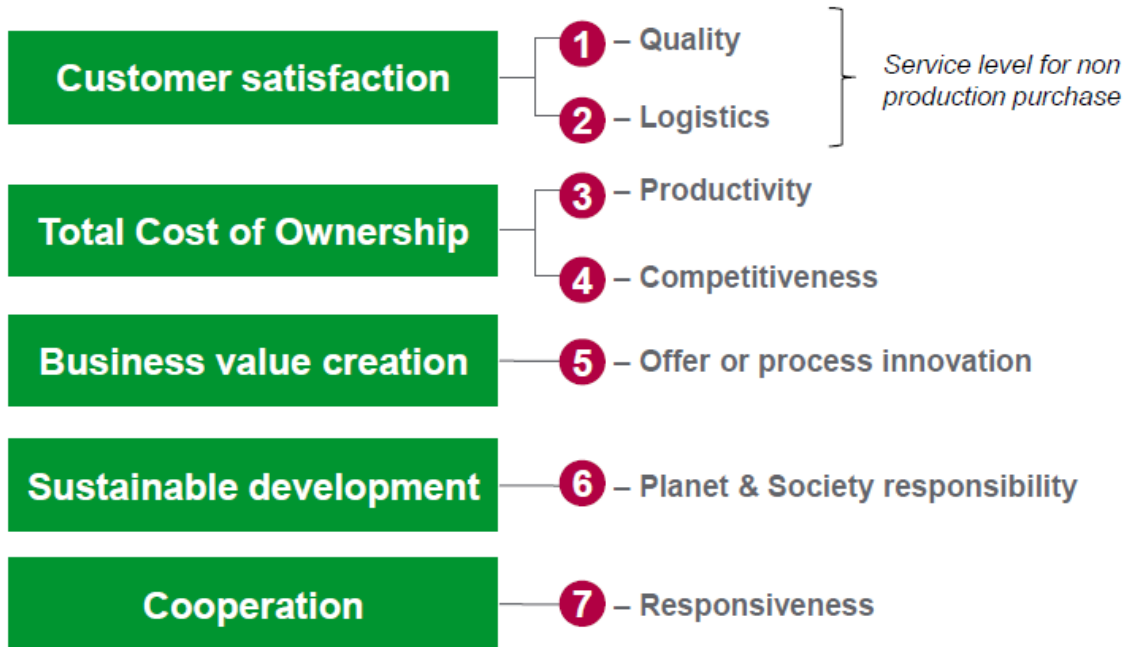 Customer satisfaction
1 – Quality
2 – Logistics
Service level for non
production purchase
Total Cost of Ownership
3 – Productivity
4 – Competitiveness
Business value creation
5 – Offer or process innovation
Sustainable development
6 – Planet & Society responsibility
Cooperation
7 – Responsiveness